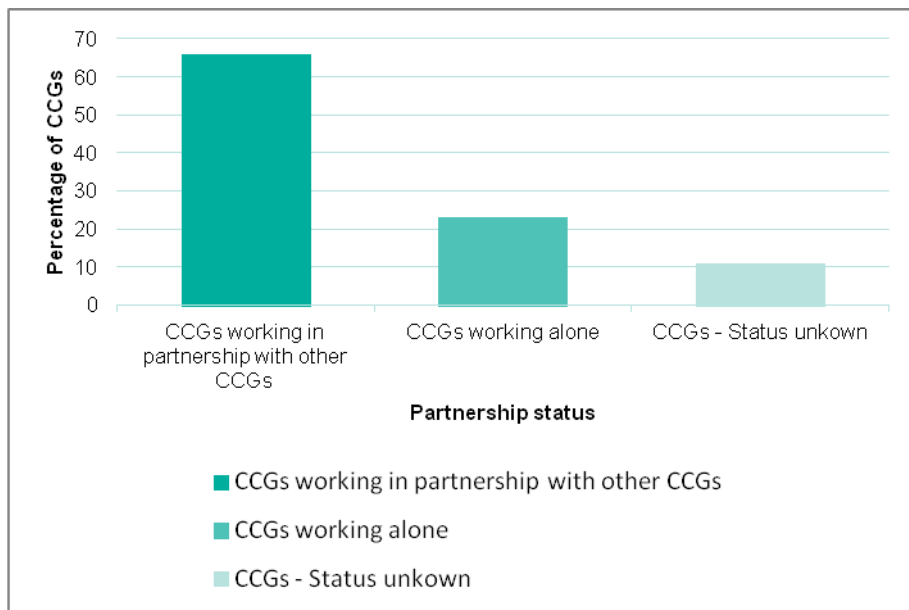 Percentage of CCGs
70
60
50
40
30
20
10
0
CCGs working in
partnership with other
CCGs
CCGs working alone
CCGs - Status unkown
Partnership status
CCGs working in partnership with other CCGs
CCGs working alone
CCGs - Status unkown